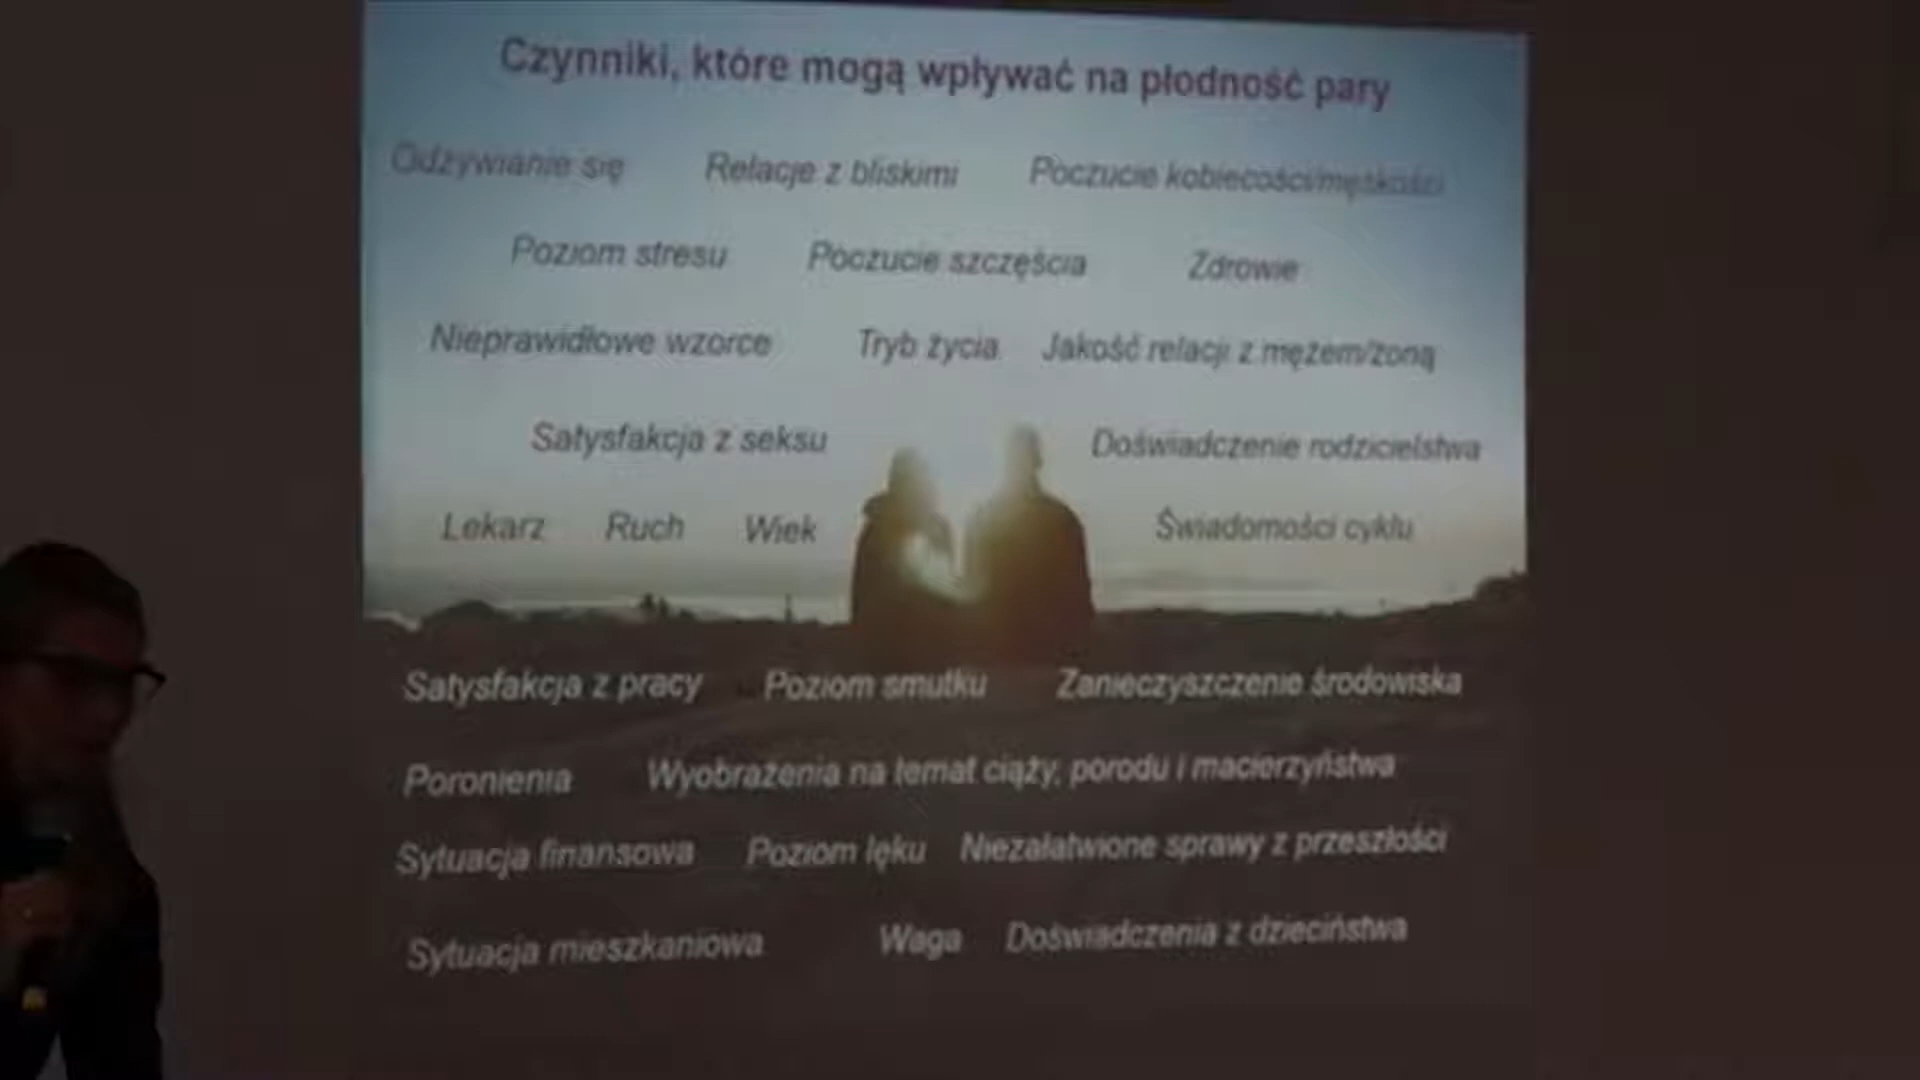 Czynniki, które mogą wpływać na płodność pary
Odżywianie się Relacje z bliskimi Poczucie kobiecości/męskości
Poziom stresu Poczucie szczęścia Zdrowie
Nieprawidłowe wzorce Tryb życia Jakość relacji z mężem/żoną
Satysfakcja z seksu Doświadczenie rodzicielstwa
Lekarz Ruch Wiek Świadomości cyklu
Satysfakcja z pracy Poziom smutku Zanieczyszczenie środowiska
Poronienia Wyobrażenia na temat ciąży, porodu i macierzyństwa
Sytuacja finansowa Poziom lęku Niezałatwione sprawy z przeszłości
Sytuacja mieszkaniowa Waga Doświadczenia z dzieciństwa